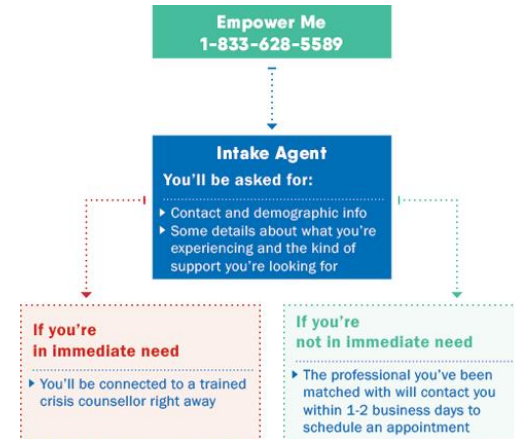 Empower Me
1-833-628-5589
Intake Agent
You'll be asked for:
Contact and demographic info
Some details about what you're
experiencing and the kind of
support you're looking for
If you're
in immediate need
You'll be connected to a trained
crisis counsellor right away
If you're
not in immediate need
The professional you've been
matched with will contact you
within 1-2 business days to
schedule an appointment